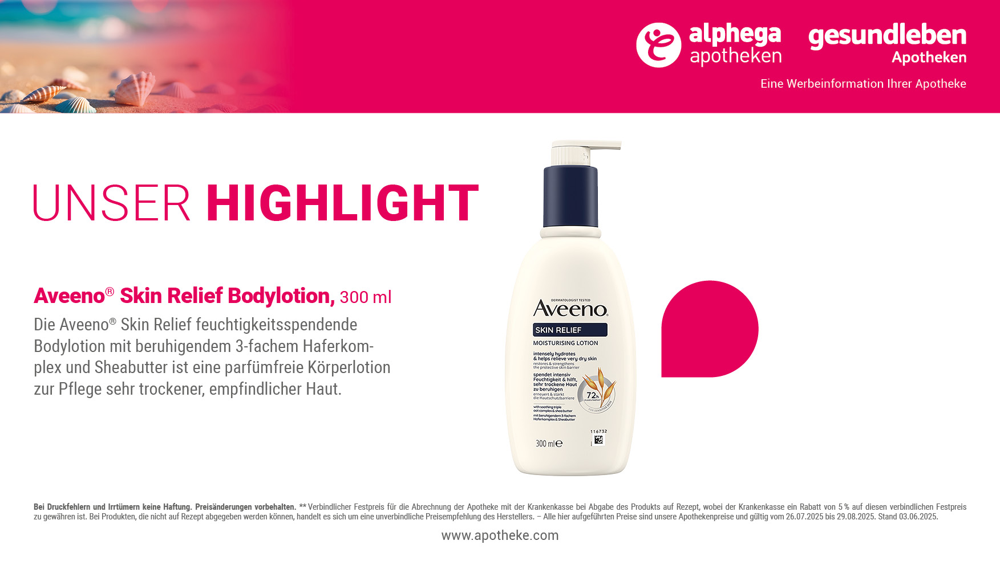 alphega
apotheken
gesundleben
Apotheken
Eine Werbeinformation Ihrer Apotheke
UNSER HIGHLIGHT
Aveeno® Skin Relief Bodylotion, 300 ml
Die Aveeno® Skin Relief feuchtigkeitsspendende
Bodylotion mit beruhigendem 3-fachem Haferkom-
plex und Sheabutter ist eine parfümfreie Körperlotion
zur Pflege sehr trockener, empfindlicher Haut.
DERMATOLOGIST TESTED
Aveeno®
SKIN RELIEF
MOISTURISING LOTION
intensely hydrates
& helps relieve very dry skin
restores & strengthens
the protective skin barrier
spendet intensiv
Feuchtigkeit & hilft,
sehr trockene Haut
zu beruhigen
erneuert & stärkt
die Hautschutzbarriere
72h
moisturisation
FOR SENSITIVE SKIN
with soothing triple
oat complex & shea butter
mit beruhigendem 3-fachem
Haferkomplex & Sheabutter
116732
300 ml ℮
Bei Druckfehlern und Irrtümern keine Haftung. Preisänderungen vorbehalten. ** Verbindlicher Festpreis für die Abrechnung der Apotheke mit der Krankenkasse bei Abgabe des Produkts auf Rezept, wobei der Krankenkasse ein Rabatt von 5 % auf diesen verbindlichen Festpreis
zu gewähren ist. Bei Produkten, die nicht auf Rezept abgegeben werden können, handelt es sich um eine unverbindliche Preisempfehlung des Herstellers. – Alle hier aufgeführten Preise sind unsere Apothekenpreise und gültig vom 26.07.2025 bis 29.08.2025. Stand 03.06.2025.
www.apotheke.com